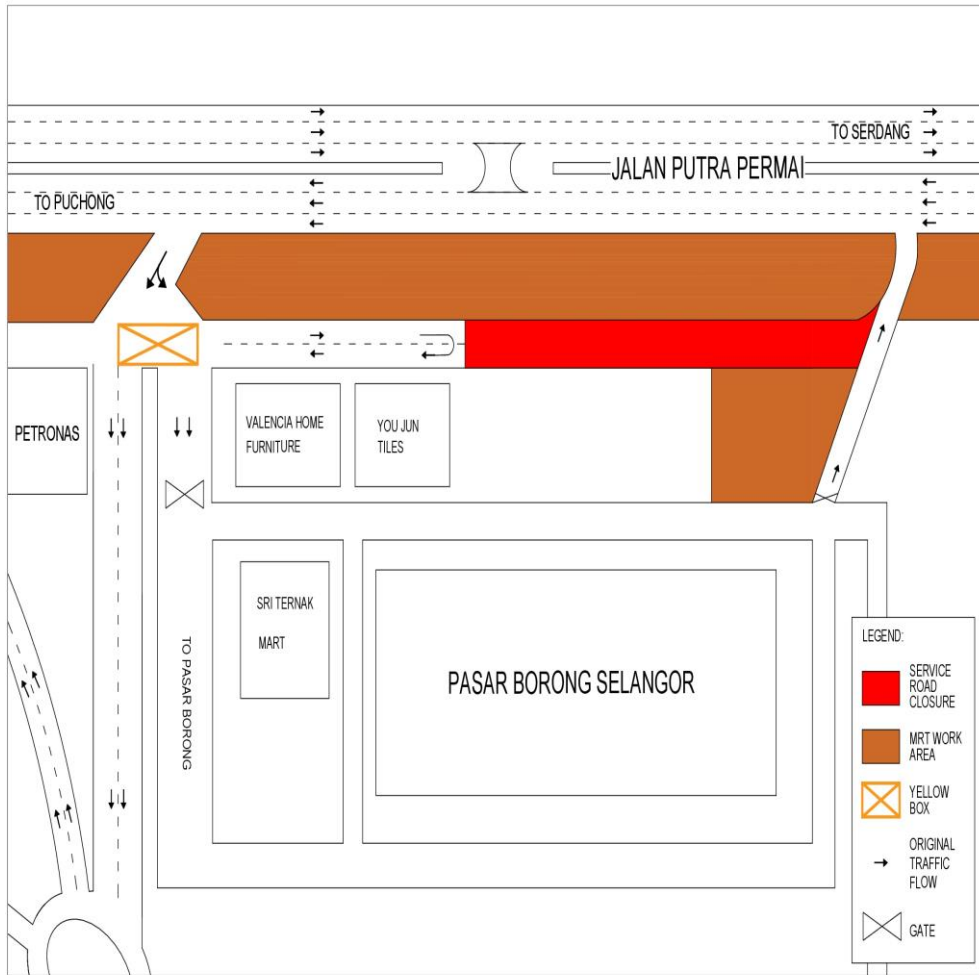 TO SERDANG
JALAN PUTRA PERMAI
TO PUCHONG
PETRONAS
VALENCIA HOME
FURNITURE
YOU JUN
TILES
SRI TERNAK
MART
TO PASAR BORONG
PASAR BORONG SELANGOR
LEGEND:
SERVICE
ROAD
CLOSURE
MRT WORK
AREA
YELLOW
BOX
ORIGINAL
TRAFFIC
FLOW
GATE